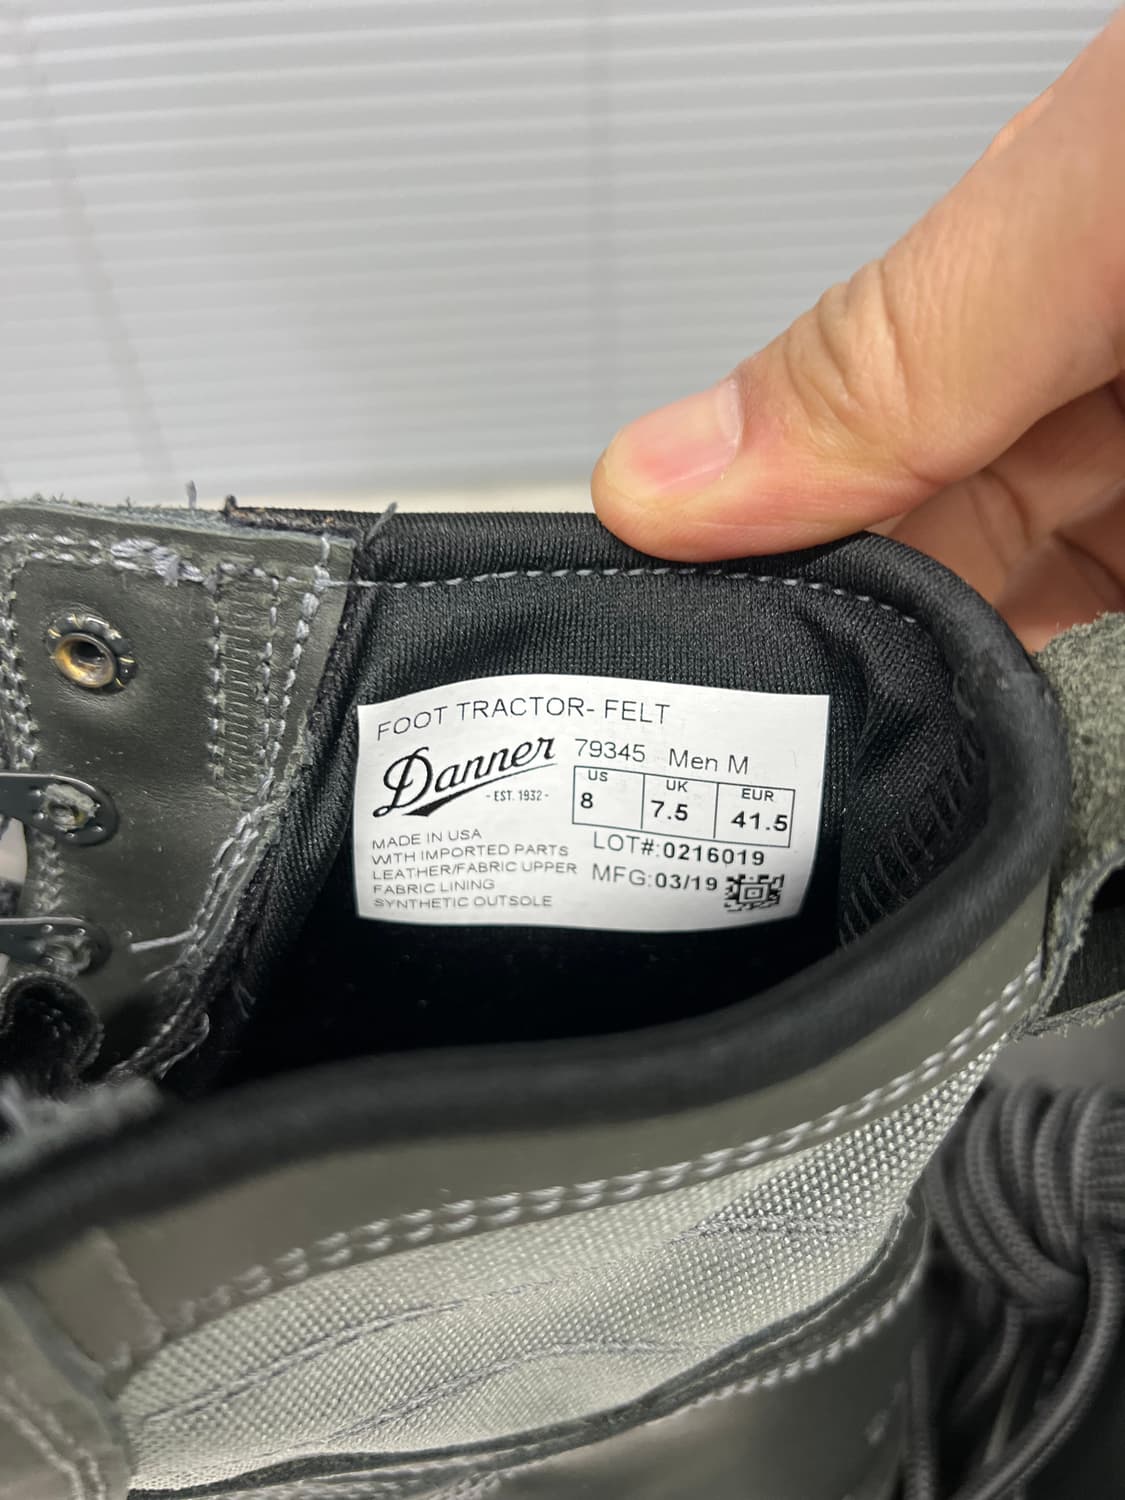 FOOT TRACTOR- FELT
Danner
- EST. 1932 -
79345 Men M
US UK EUR
8 7.5 41.5
LOT#:0216019
MFG:03/19
MADE IN USA
WITH IMPORTED PARTS
LEATHER/FABRIC UPPER
FABRIC LINING
SYNTHETIC OUTSOLE